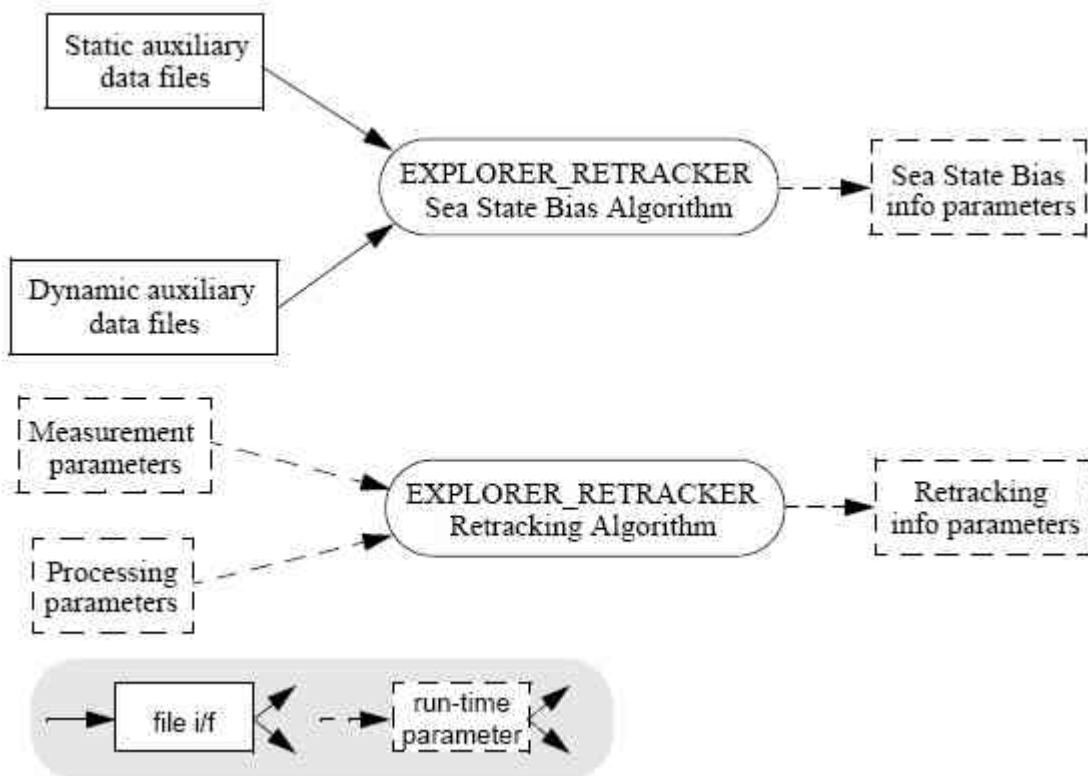 Static auxiliary
data files
EXPLORER_RETRACKER
Sea State Bias Algorithm
Sea State Bias
info parameters
Dynamic auxiliary
data files
Measurement
parameters
EXPLORER_RETRACKER
Retracking Algorithm
Retracking
info parameters
Processing
parameters
file i/f
run-time
parameter